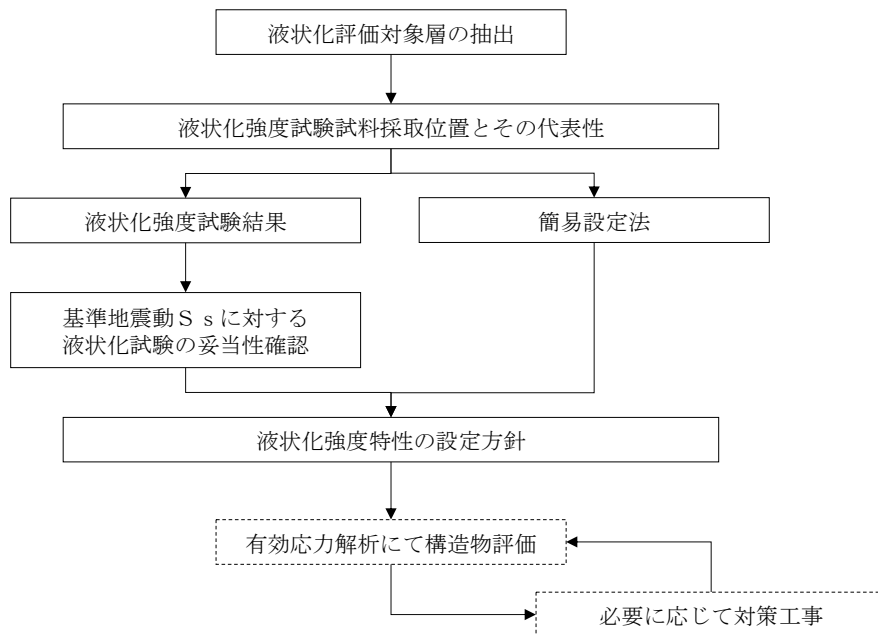 液状化評価対象層の抽出
液状化強度試験試料採取位置とその代表性
液状化強度試験結果
簡易設定法
基準地震動Ｓｓに対する
液状化試験の妥当性確認
液状化強度特性の設定方針
有効応力解析にて構造物評価
必要に応じて対策工事